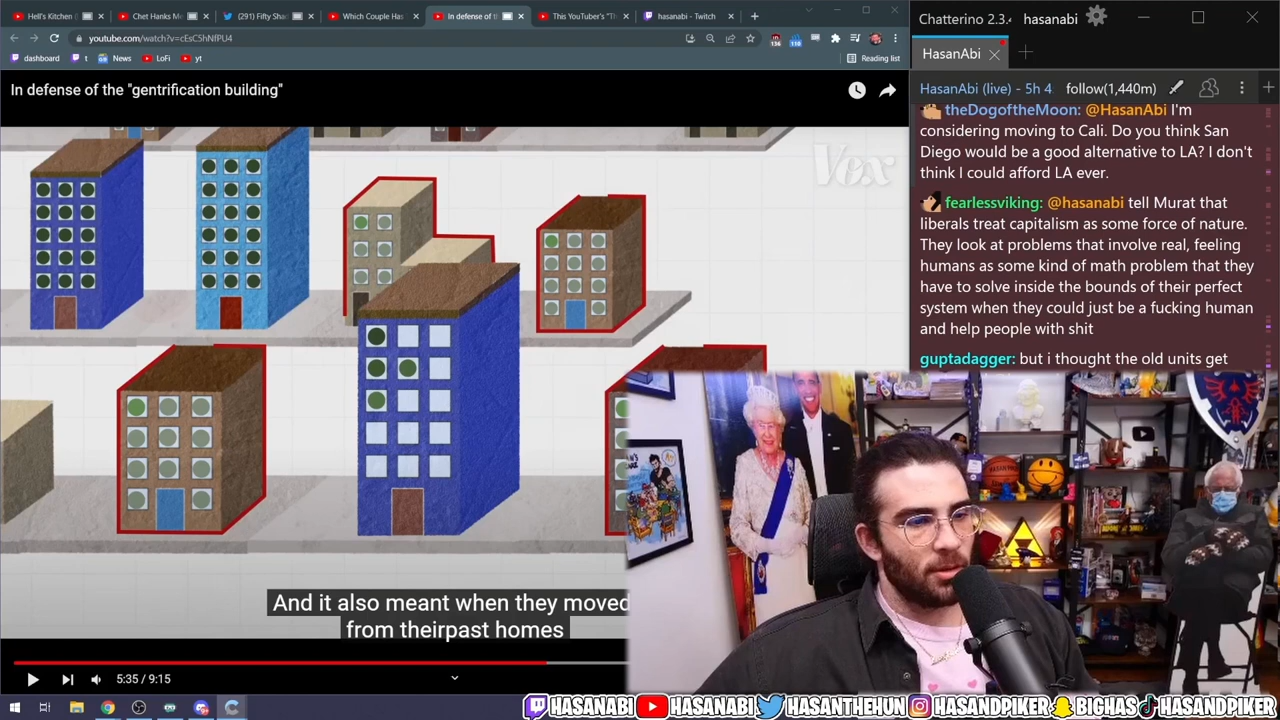 Hell's Kitchen (
Chet Hanks Mo
(291) Fifty Shad
Which Couple Has
In defense of th
This YouTuber's "Th
hasanabi - Twitch
Chatterino 2.3.4
hasanabi
youtube.com/watch?v=cEsC5hNfPU4
dashboard
t
News
LoFi
yt
Reading list
HasanAbi
In defense of the "gentrification building"
HasanAbi (live) - 5h 4
follow(1,440m)
Vox
theDogoftheMoon: @HasanAbi I'm
considering moving to Cali. Do you think San
Diego would be a good alternative to LA? I don't
think I could afford LA ever.
fearlessviking: @hasanabi tell Murat that
liberals treat capitalism as some force of nature.
They look at problems that involve real, feeling
humans as some kind of math problem that they
have to solve inside the bounds of their perfect
system when they could just be a fucking human
and help people with shit
guptadagger: but i thought the old units get
And it also meant when they moved
from theirpast homes
5:35 / 9:15
HASANABI HASANABI HASANTHEHUN HASANDPIKER BIGHAS HASANDPIKER